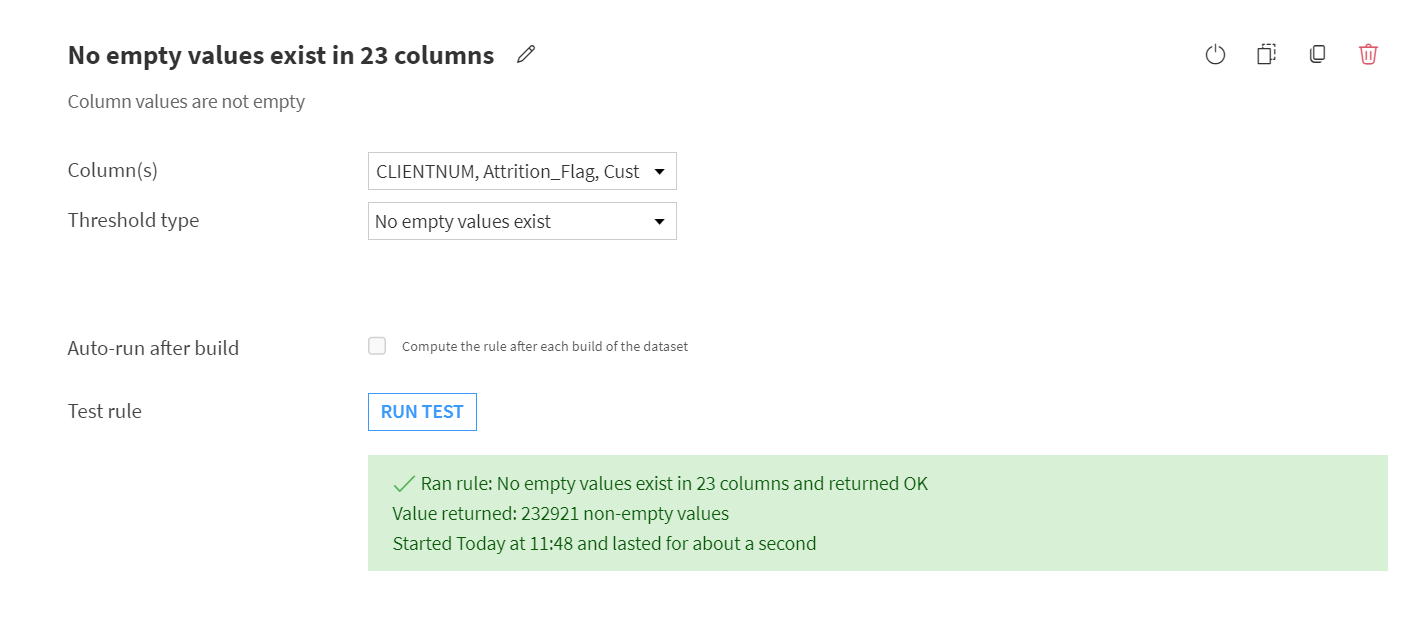 No empty values exist in 23 columns
Column values are not empty
Column(s)
CLIENTNUM, Attrition_Flag, Cust
Threshold type
No empty values exist
Auto-run after build
Compute the rule after each build of the dataset
Test rule
RUN TEST
Ran rule: No empty values exist in 23 columns and returned OK
Value returned: 232921 non-empty values
Started Today at 11:48 and lasted for about a second